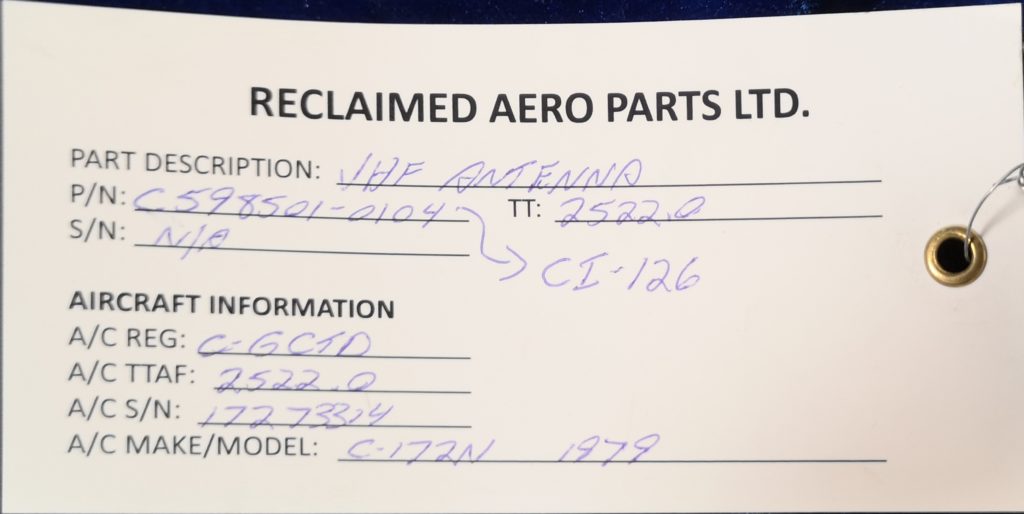 RECLAIMED AERO PARTS LTD.
PART DESCRIPTION: VHF ANTENNA
P/N: C598501-0104 TT: 2522.0
S/N: N/A
CI-126
AIRCRAFT INFORMATION
A/C REG: C-GCTD
A/C TTAF: 2522.0
A/C S/N: 17273324
A/C MAKE/MODEL: C-172N 1979